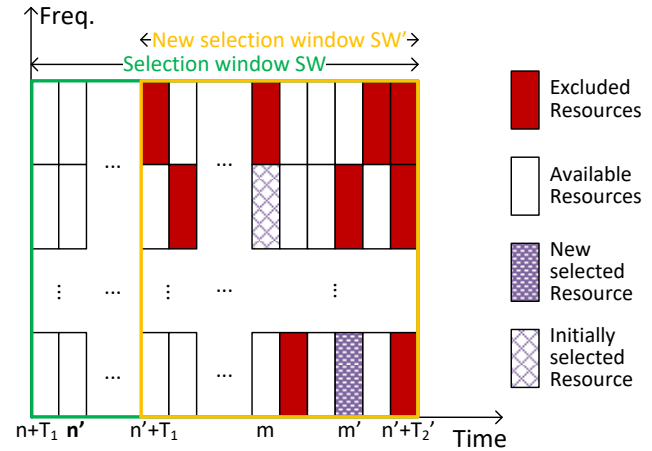 Freq.
New selection window SW'
Selection window SW
... ...
...
...
⋮ ... ⋮ ... ⋮
... ...
n+T₁ n' n'+T₁ m m' n'+T₂' Time
Excluded
Resources
Available
Resources
New
selected
Resource
Initially
selected
Resource